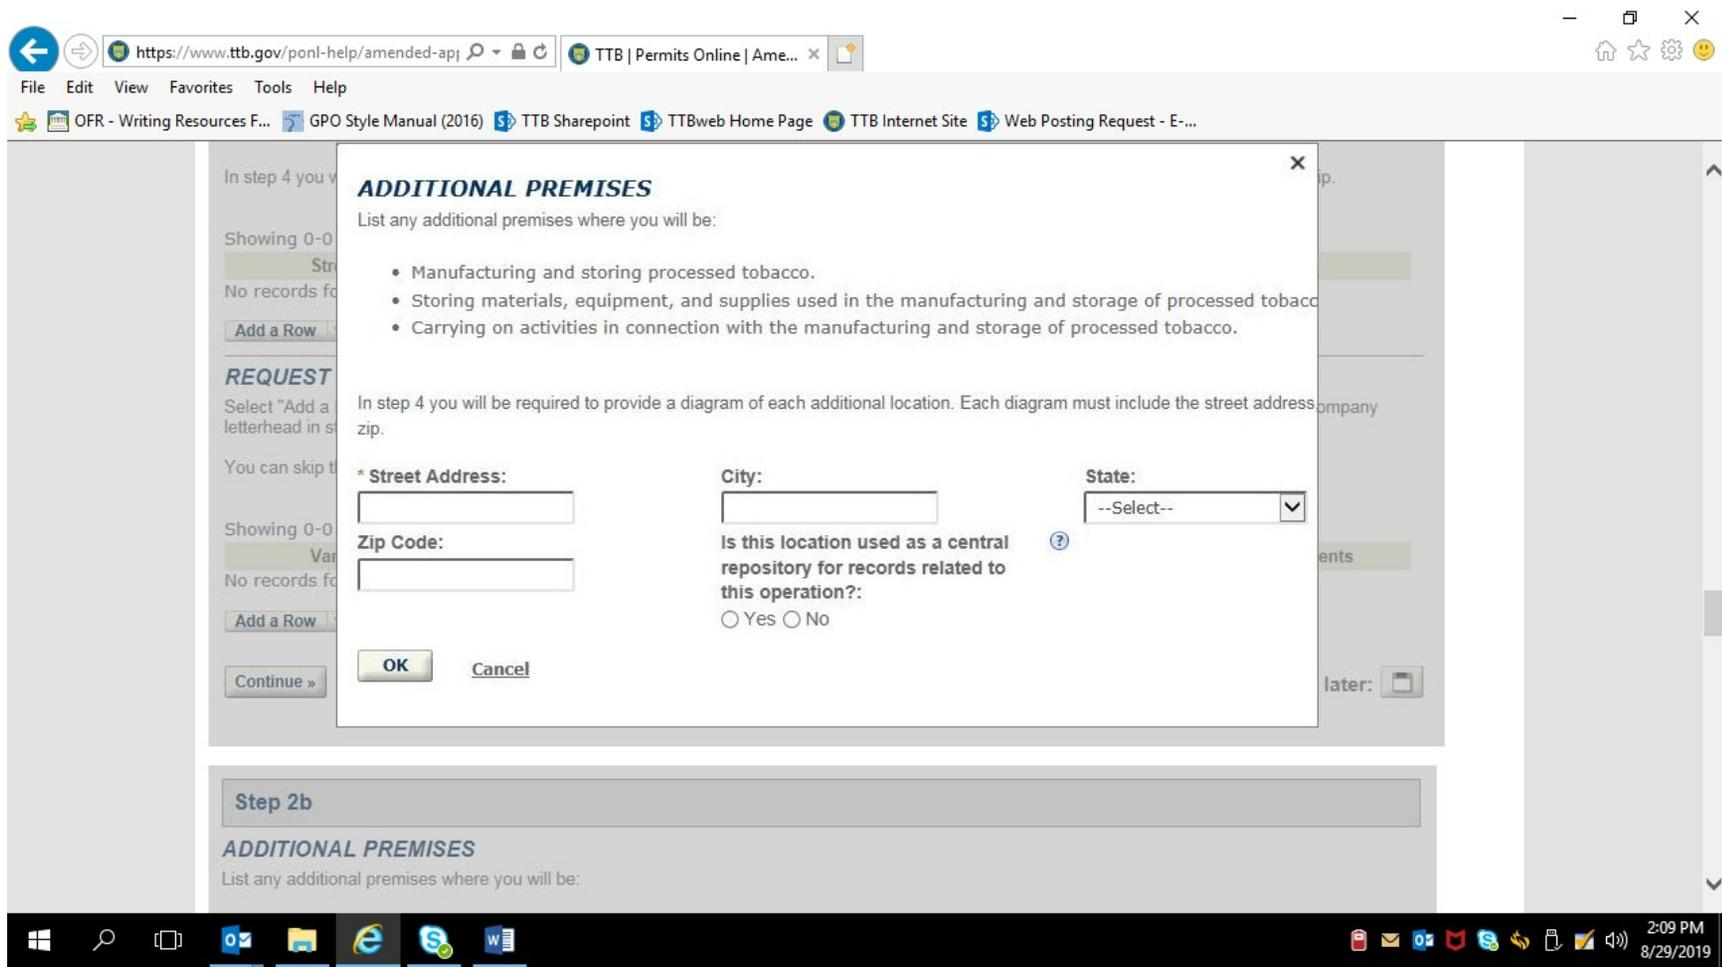 https://www.ttb.gov/ponl-help/amended-ap
TTB | Permits Online | Ame...
File Edit View Favorites Tools Help
OFR - Writing Resources F... GPO Style Manual (2016) TTB Sharepoint TTBweb Home Page TTB Internet Site Web Posting Request - E-...
In step 4 you ip.
ADDITIONAL PREMISES
List any additional premises where you will be:
Showing 0-0
• Manufacturing and storing processed tobacco.
Str
No records fo
• Storing materials, equipment, and supplies used in the manufacturing and storage of processed tobacc
Add a Row
• Carrying on activities in connection with the manufacturing and storage of processed tobacco.
REQUEST
Select "Add a
In step 4 you will be required to provide a diagram of each additional location. Each diagram must include the street address
ompany
letterhead in st
zip.
You can skip t
* Street Address: City: State:
--Select--
Showing 0-0
Zip Code: Is this location used as a central
repository for records related to
this operation?:
Var ents
No records fo
Yes No
Add a Row
OK Cancel
Continue » later:
Step 2b
ADDITIONAL PREMISES
List any additional premises where you will be:
2:09 PM
8/29/2019